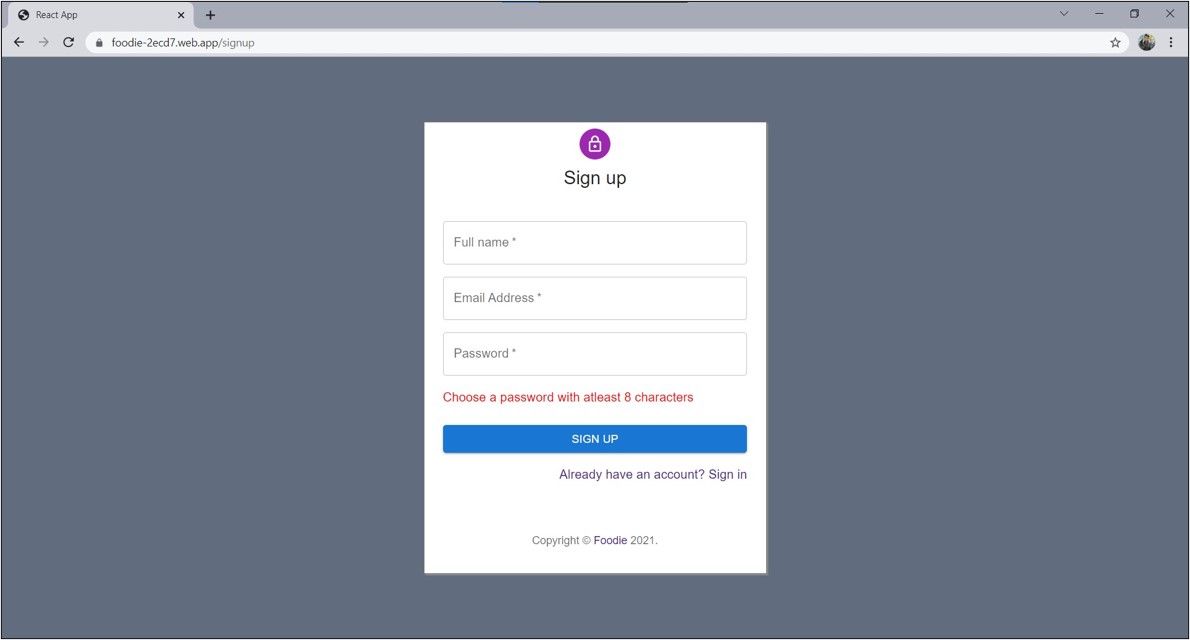 React App
foodie-2ecd7.web.app/signup
Sign up
Full name *
Email Address *
Password *
Choose a password with atleast 8 characters
SIGN UP
Already have an account? Sign in
Copyright © Foodie 2021.